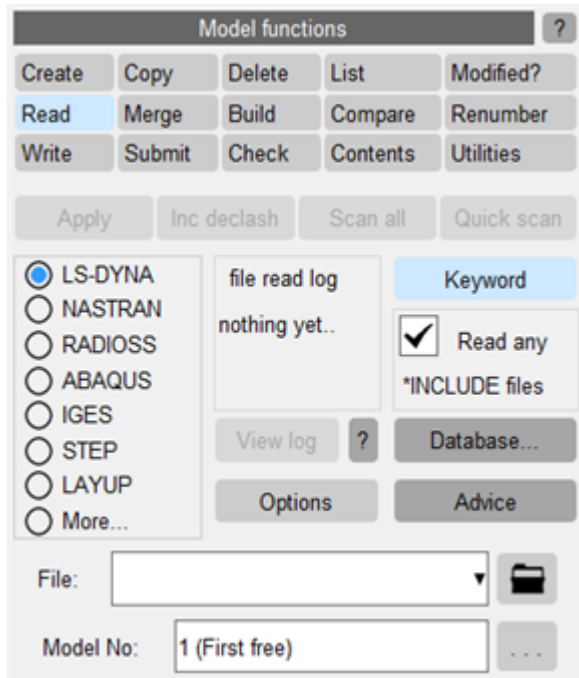 Model functions ?
Create Copy Delete List Modified?
Read Merge Build Compare Renumber
Write Submit Check Contents Utilities
Apply Inc declash Scan all Quick scan
LS-DYNA
NASTRAN
RADIOSS
ABAQUS
IGES
STEP
LAYUP
More...
file read log
nothing yet..
View log ?
Options
Keyword
Read any
*INCLUDE files
Database...
Advice
File:
Model No: 1 (First free) ...